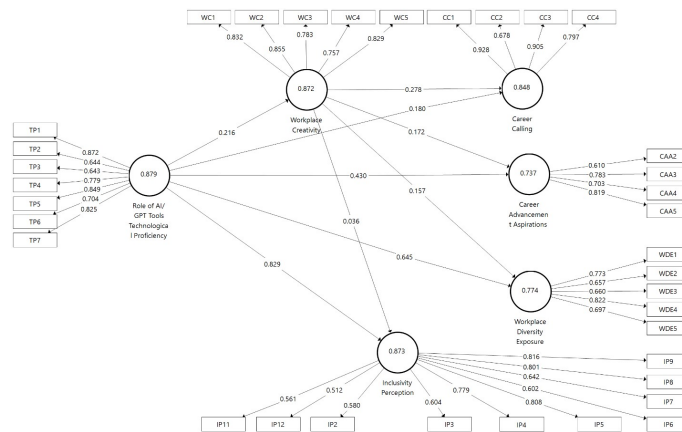 WC1
WC2
WC3
WC4
WC5
CC1
CC2
CC3
CC4
0.832
0.855
0.783
0.757
0.829
0.928
0.678
0.905
0.797
0.872
Workplace
Creativity
0.278
0.848
Career
Calling
0.180
0.216
0.172
TP1
TP2
TP3
TP4
TP5
TP6
TP7
0.872
0.644
0.643
0.779
0.849
0.704
0.825
0.879
Role of AI/
GPT Tools
Technologica
l Proficiency
0.430
0.737
Career
Advancemen
t Aspirations
0.610
0.783
0.703
0.819
CAA2
CAA3
CAA4
CAA5
0.157
0.036
0.645
0.829
0.774
Workplace
Diversity
Exposure
0.773
0.657
0.660
0.822
0.697
WDE1
WDE2
WDE3
WDE4
WDE5
0.873
Inclusivity
Perception
0.816
0.801
0.642
0.602
0.808
0.779
0.604
0.580
0.512
0.561
IP9
IP8
IP7
IP6
IP11
IP12
IP2
IP3
IP4
IP5